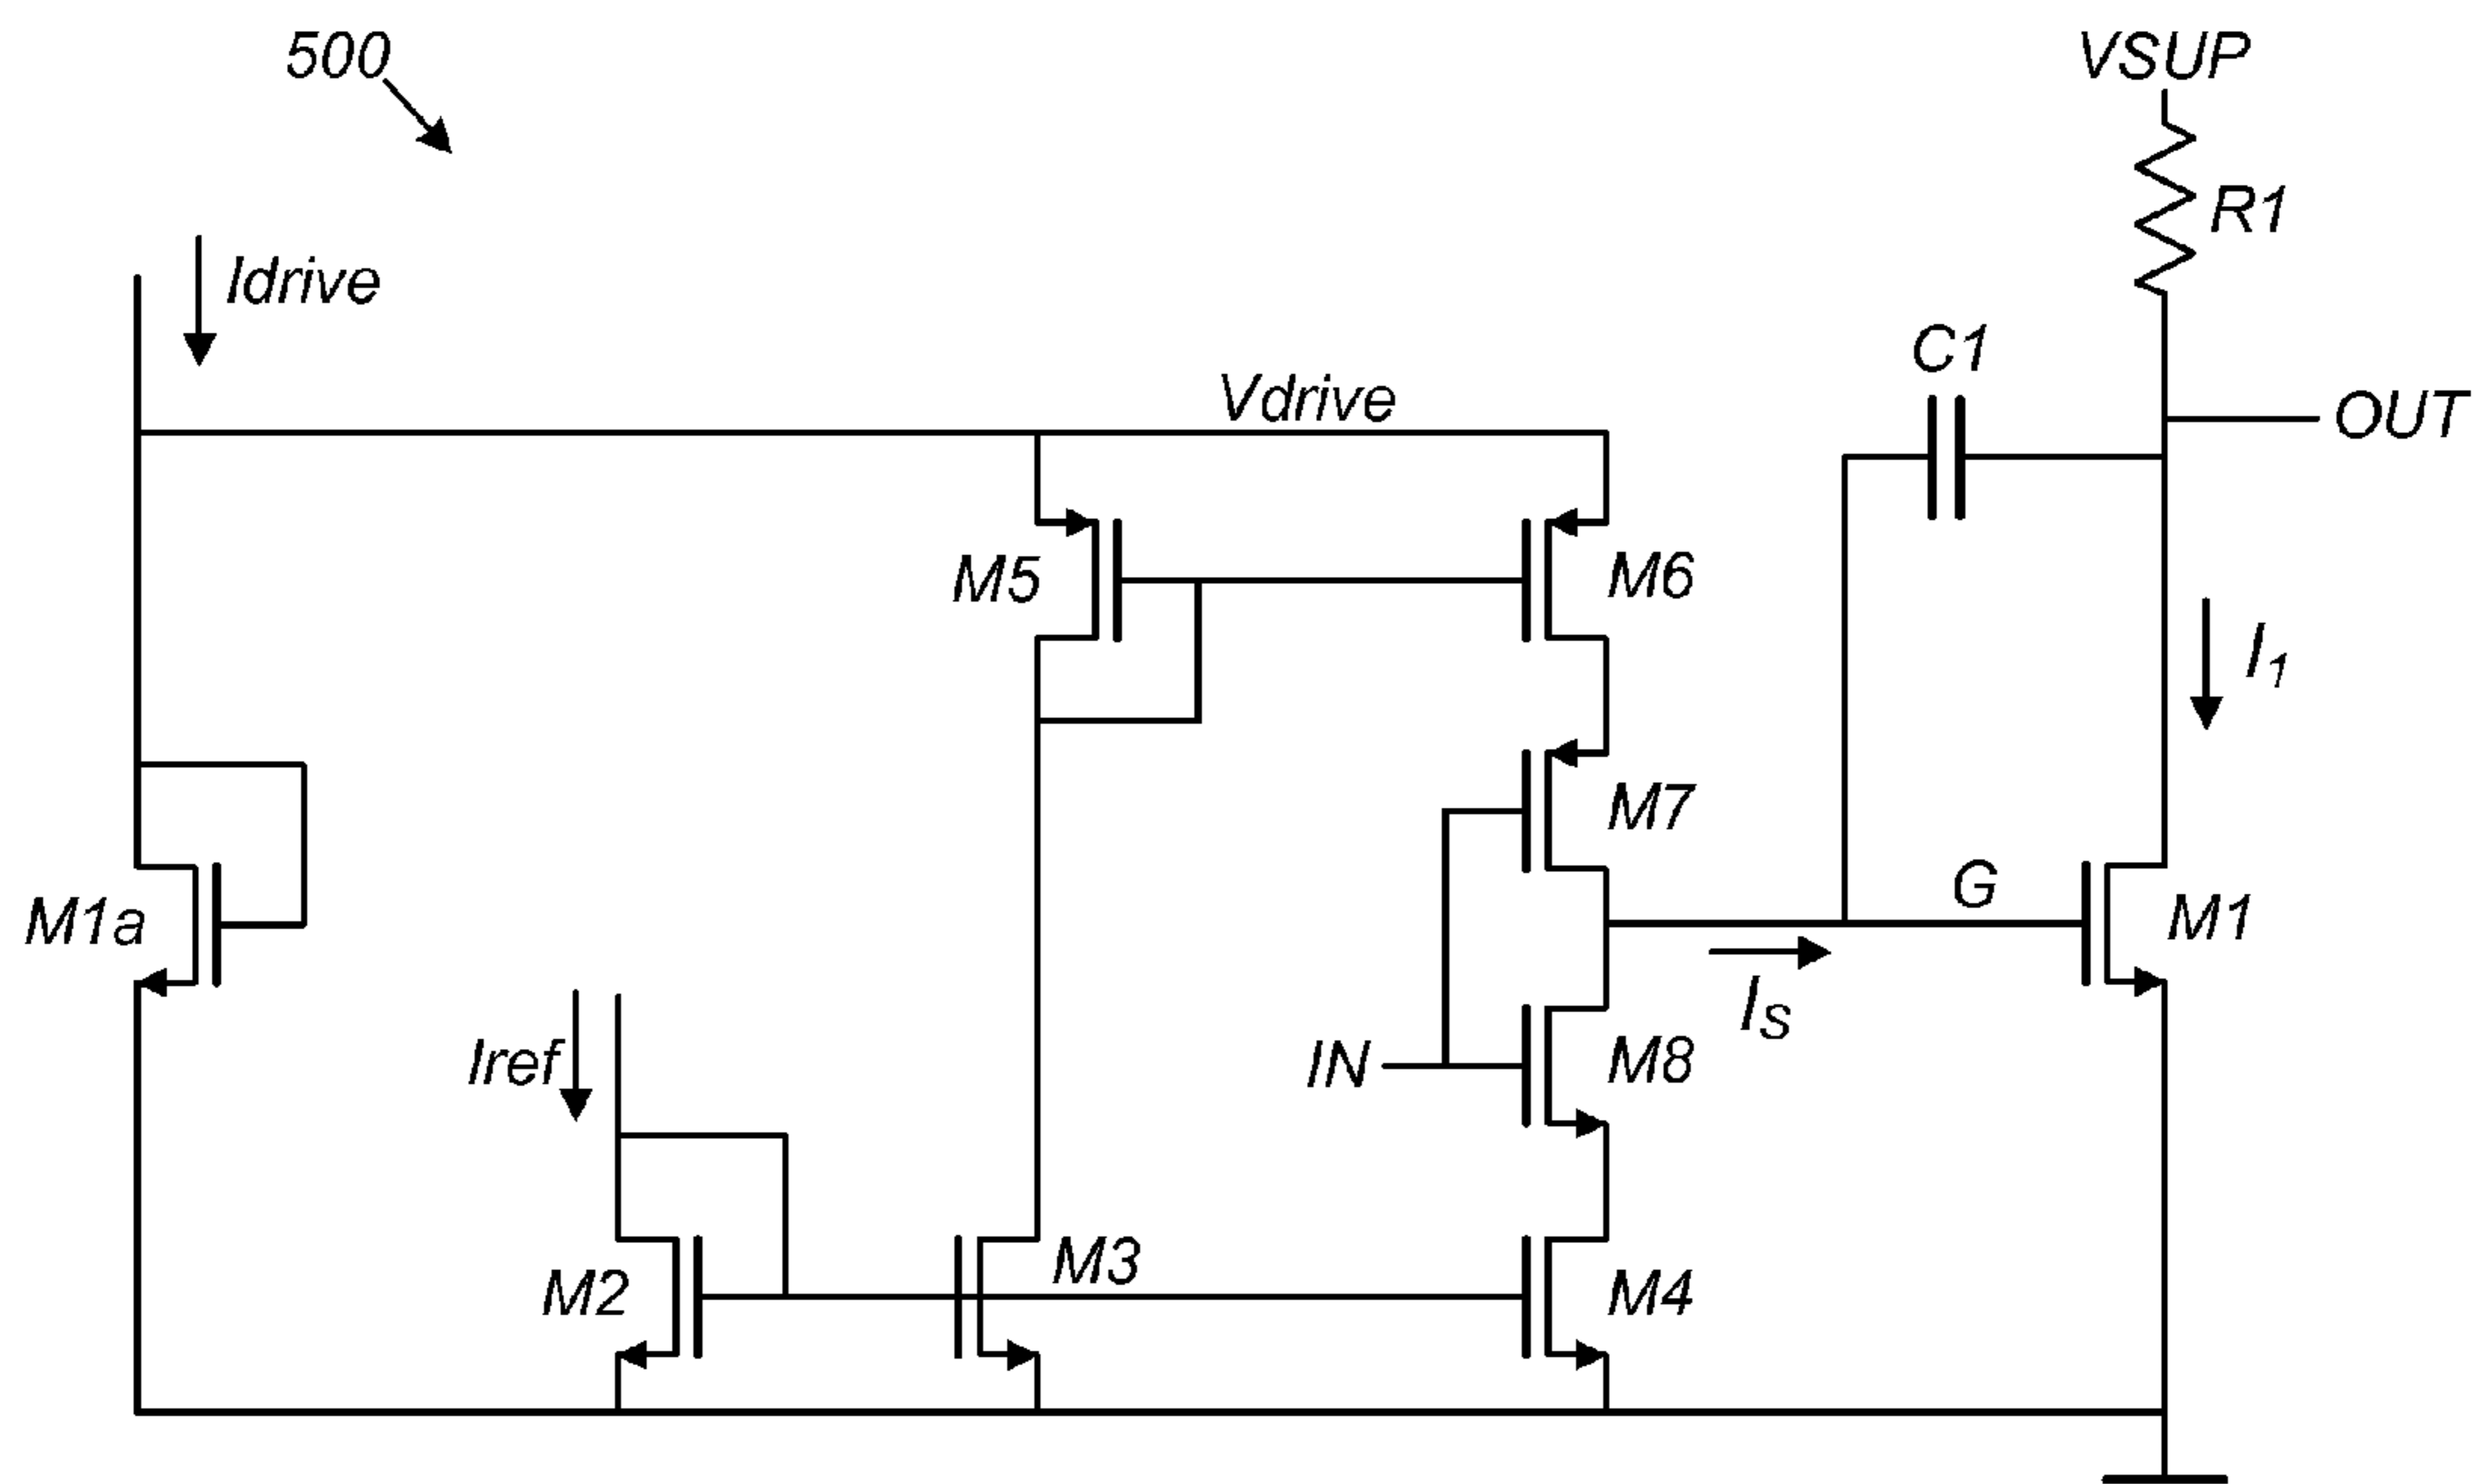 500
VSUP
R1
Idrive
C1
Vdrive
OUT
M5
M6
I1
M7
G
M1a
M1
IS
Iref
IN
M8
M3
M2
M4